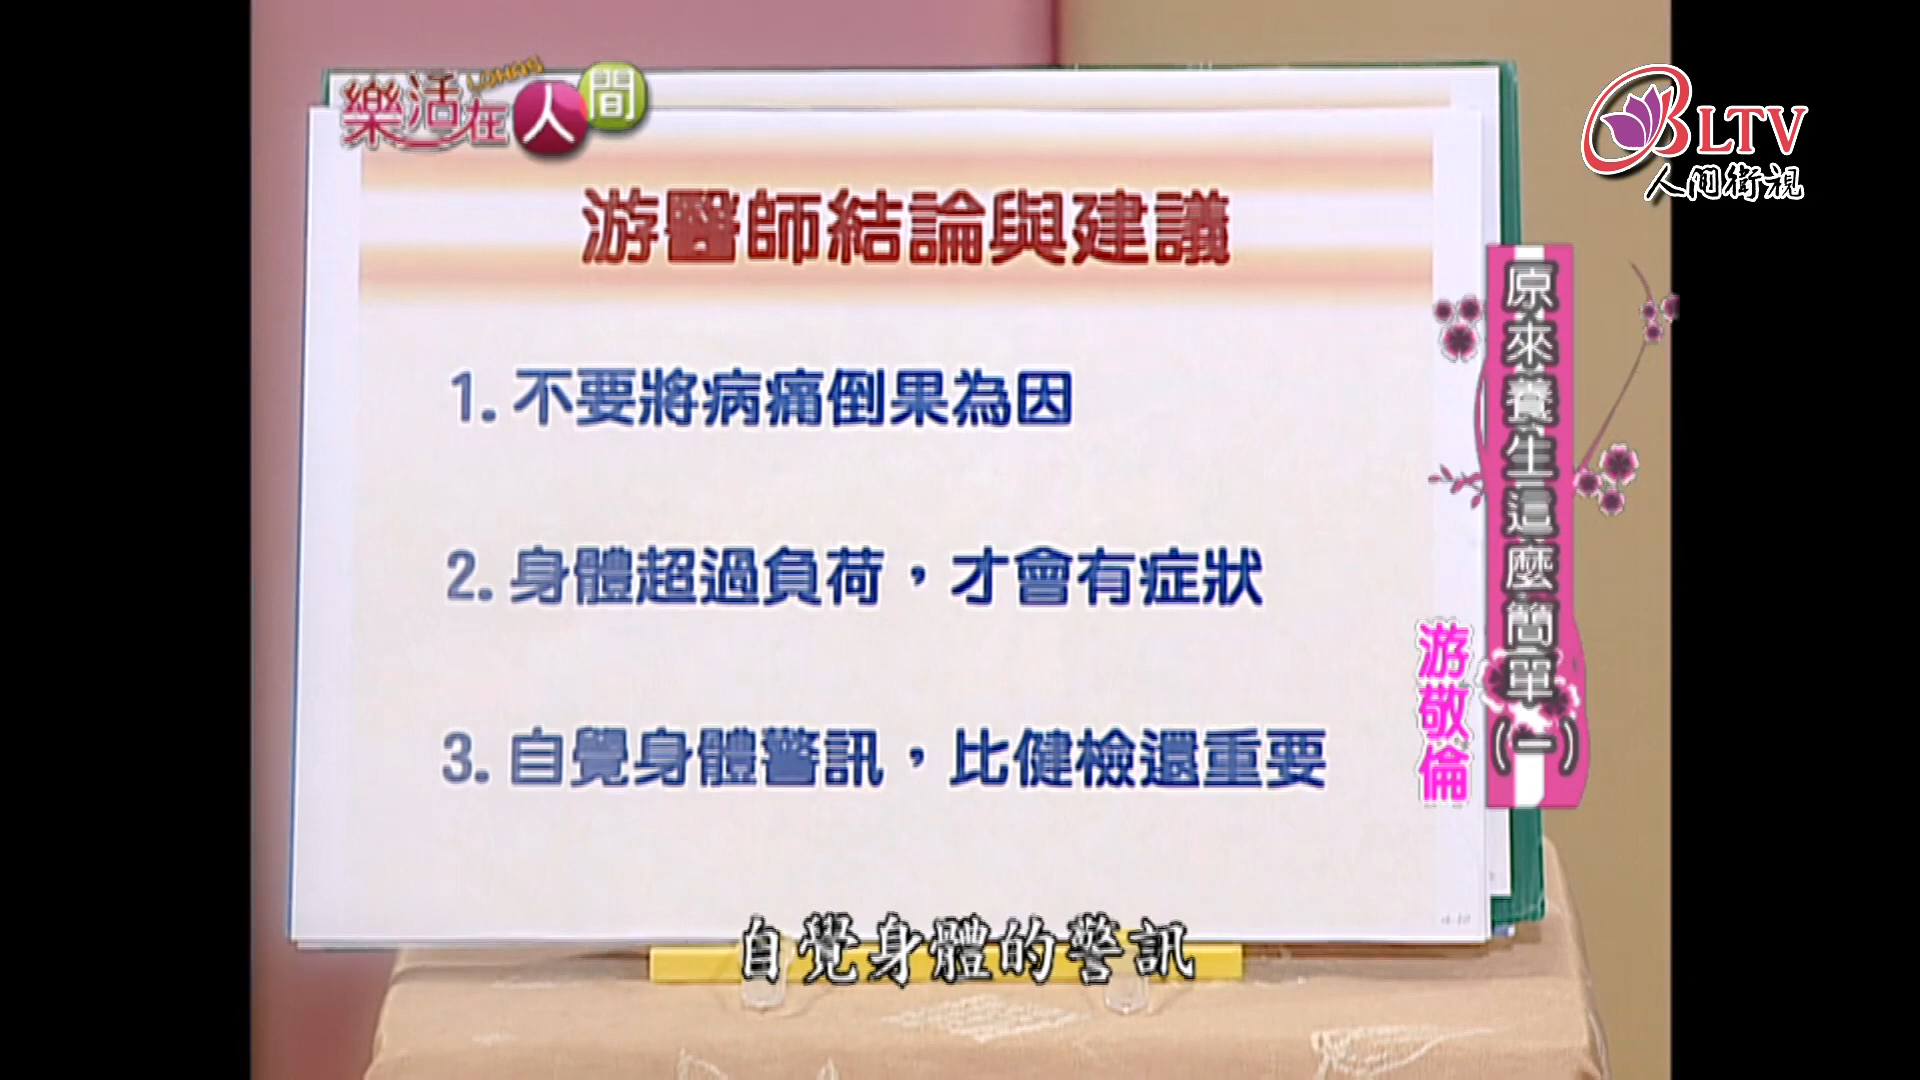 樂活在人間
LOHAS
BLTV
人間衛視
游醫師結論與建議
1. 不要將病痛倒果為因
2. 身體超過負荷，才會有症狀
3. 自覺身體警訊，比健檢還重要
原來養生這麼簡單(一)
游敬倫
自覺身體的警訊